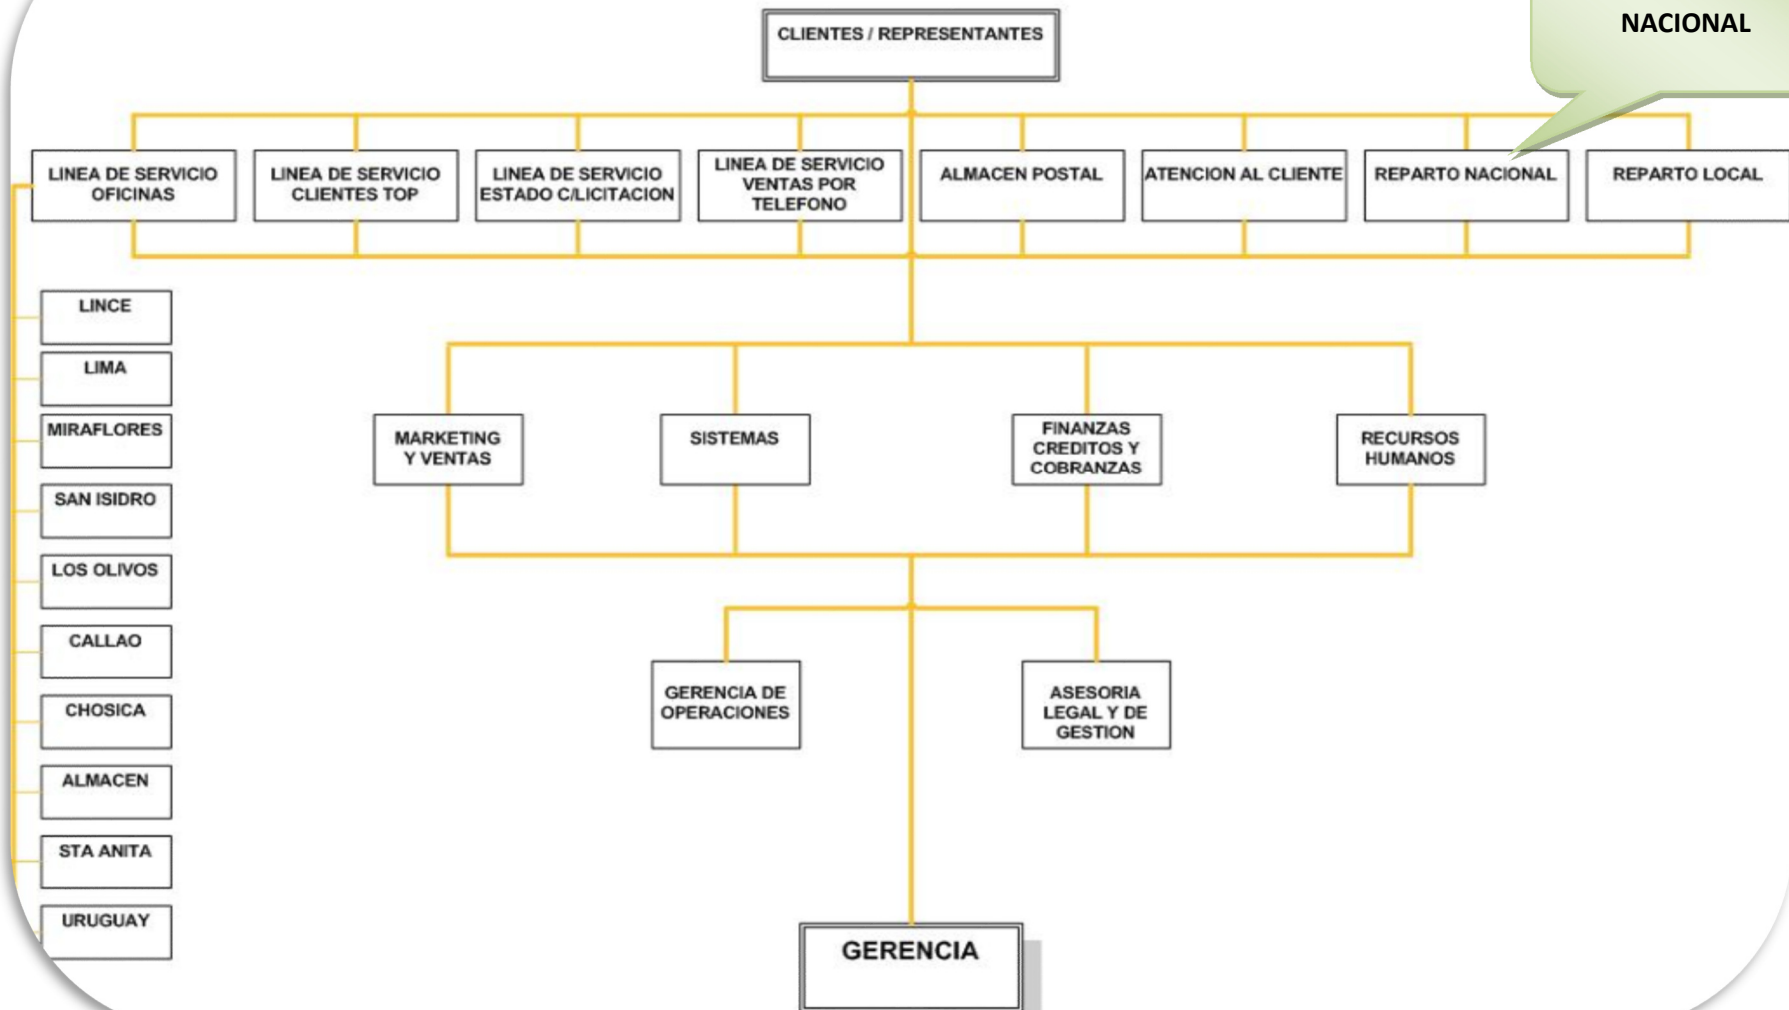 NACIONAL
CLIENTES / REPRESENTANTES
LINEA DE SERVICIO
OFICINAS
LINEA DE SERVICIO
CLIENTES TOP
LINEA DE SERVICIO
ESTADO C/LICITACION
LINEA DE SERVICIO
VENTAS POR
TELEFONO
ALMACEN POSTAL
ATENCION AL CLIENTE
REPARTO NACIONAL
REPARTO LOCAL
LINCE
LIMA
MIRAFLORES
SAN ISIDRO
LOS OLIVOS
CALLAO
CHOSICA
ALMACEN
STA ANITA
URUGUAY
MARKETING
Y VENTAS
SISTEMAS
FINANZAS
CREDITOS Y
COBRANZAS
RECURSOS
HUMANOS
GERENCIA DE
OPERACIONES
ASESORIA
LEGAL Y DE
GESTION
GERENCIA